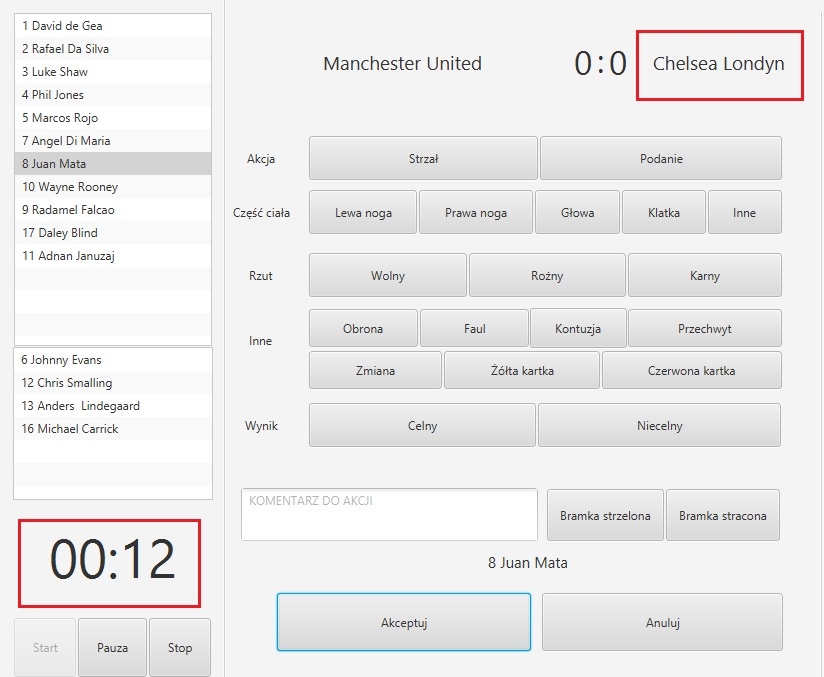 1 David de Gea
2 Rafael Da Silva
3 Luke Shaw
4 Phil Jones
5 Marcos Rojo
7 Angel Di Maria
8 Juan Mata
10 Wayne Rooney
9 Radamel Falcao
17 Daley Blind
11 Adnan Januzaj
6 Johnny Evans
12 Chris Smalling
13 Anders  Lindegaard
16 Michael Carrick
00:12
Start Pauza Stop
Manchester United 0:0 Chelsea Londyn
Akcja Strzał Podanie
Część ciała Lewa noga Prawa noga Głowa Klatka Inne
Rzut Wolny Rożny Karny
Inne Obrona Faul Kontuzja Przechwyt
Zmiana Żółta kartka Czerwona kartka
Wynik Celny Niecelny
KOMENTARZ DO AKCJI
Bramka strzelona Bramka stracona
8 Juan Mata
Akceptuj Anuluj